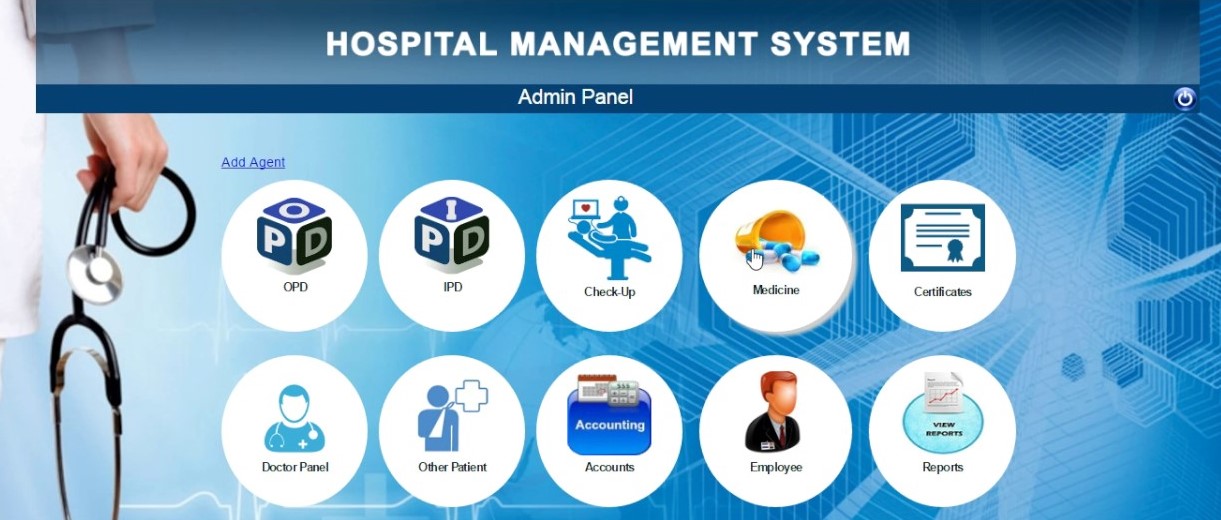 HOSPITAL MANAGEMENT SYSTEM
Admin Panel
Add Agent
O
P D
OPD
I
P D
IPD
Check-Up
Medicine
Certificates
Doctor Panel
Other Patient
$$$
Accounting
Accounts
Employee
VIEW
REPORTS
Reports